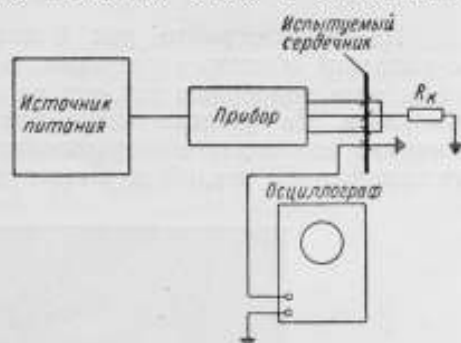 Испытуемый
сердечник
Источник
питания
Прибор
Rк
Осциллограф